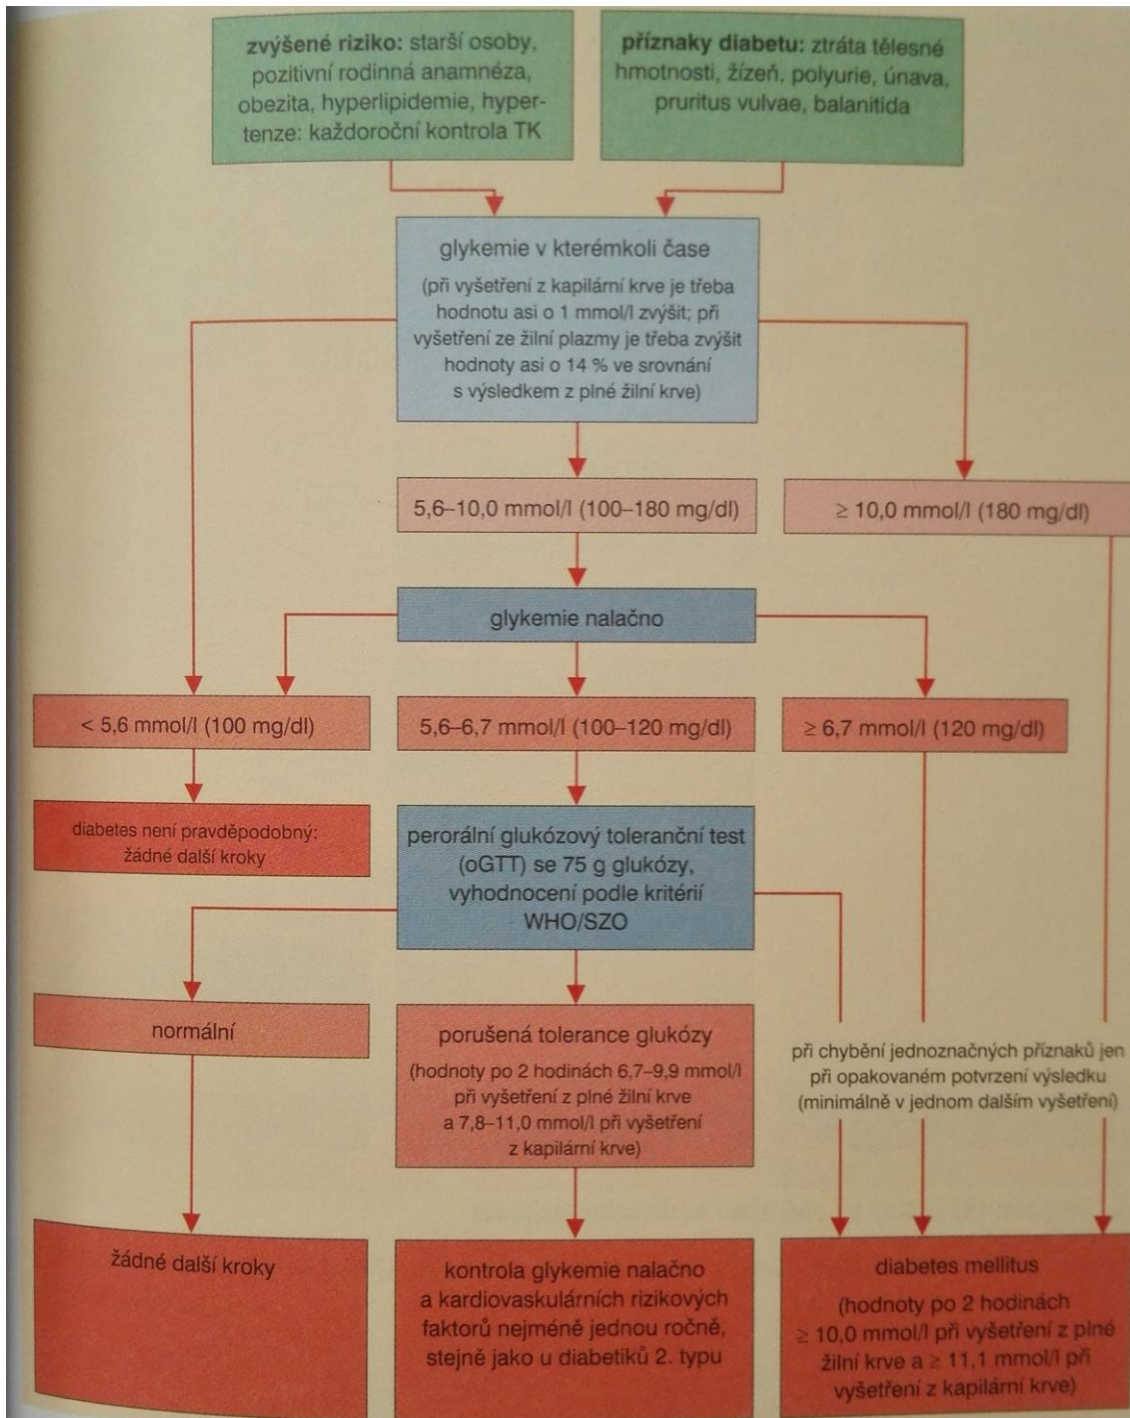 zvýšené riziko: starší osoby,
pozitivní rodinná anamnéza,
obezita, hyperlipidemie, hyper-
tenze: každoroční kontrola TK
příznaky diabetu: ztráta tělesné
hmotnosti, žízeň, polyurie, únava,
pruritus vulvae, balanitida
glykemie v kterémkoli čase
(při vyšetření z kapilární krve je třeba
hodnotu asi o 1 mmol/l zvýšit; při
vyšetření ze žilní plazmy je třeba zvýšit
hodnoty asi o 14 % ve srovnání
s výsledkem z plné žilní krve)
5,6–10,0 mmol/l (100–180 mg/dl)
≥ 10,0 mmol/l (180 mg/dl)
glykemie nalačno
< 5,6 mmol/l (100 mg/dl)
5,6–6,7 mmol/l (100–120 mg/dl)
≥ 6,7 mmol/l (120 mg/dl)
diabetes není pravděpodobný:
žádné další kroky
perorální glukózový toleranční test
(oGTT) se 75 g glukózy,
vyhodnocení podle kritérií
WHO/SZO
normální
porušená tolerance glukózy
(hodnoty po 2 hodinách 6,7–9,9 mmol/l
při vyšetření z plné žilní krve
a 7,8–11,0 mmol/l při vyšetření
z kapilární krve)
při chybění jednoznačných příznaků jen
při opakovaném potvrzení výsledku
(minimálně v jednom dalším vyšetření)
žádné další kroky
kontrola glykemie nalačno
a kardiovaskulárních rizikových
faktorů nejméně jednou ročně,
stejně jako u diabetiků 2. typu
diabetes mellitus
(hodnoty po 2 hodinách
≥ 10,0 mmol/l při vyšetření z plné
žilní krve a ≥ 11,1 mmol/l při
vyšetření z kapilární krve)